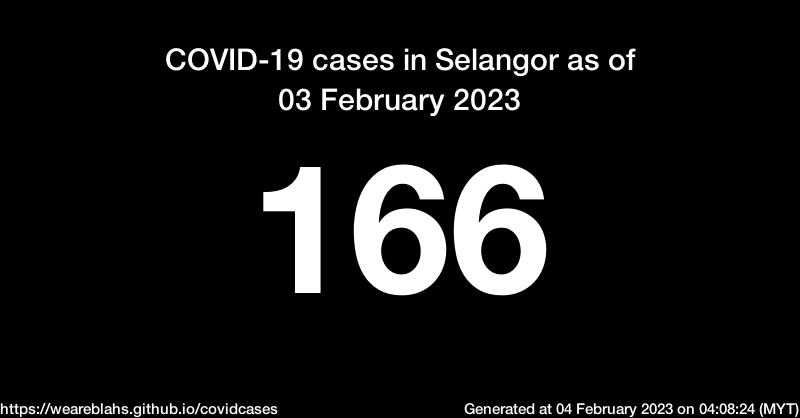 COVID-19 cases in Selangor as of
03 February 2023
166
https://weareblahs.github.io/covidcases
Generated at 04 February 2023 on 04:08:24 (MYT)